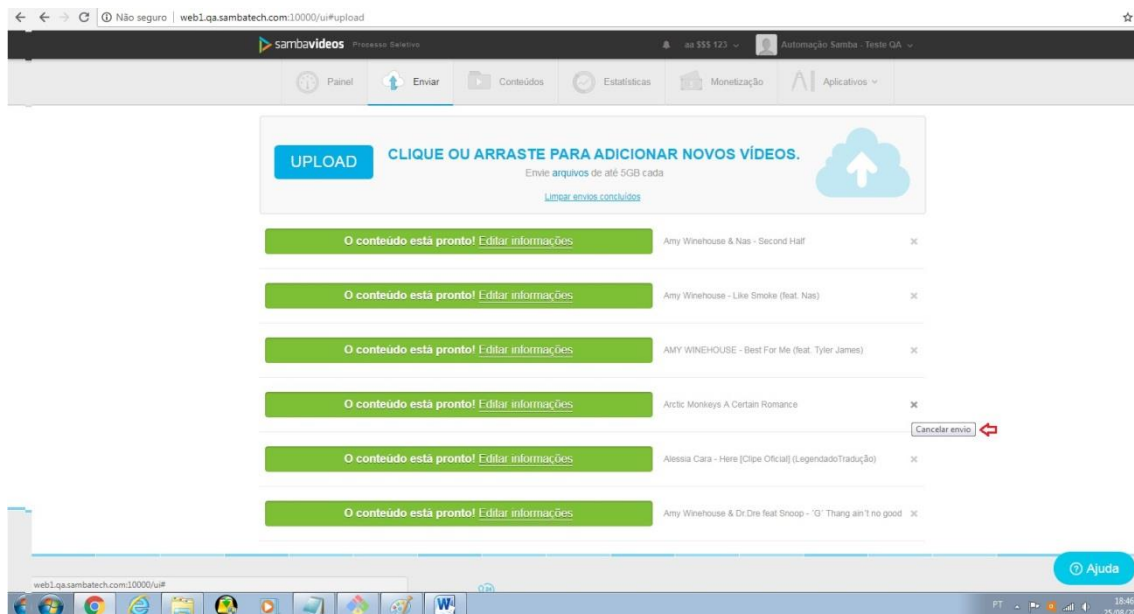 Não seguro | web1.qa.sambatech.com:10000/ui#upload
sambavideos Processo Seletivo
aa $$$ 123
Automação Samba - Teste QA
Painel
Enviar
Conteúdos
Estatísticas
Monetização
Aplicativos
UPLOAD
CLIQUE OU ARRASTE PARA ADICIONAR NOVOS VÍDEOS.
Envie arquivos de até 5GB cada
Limpar envios concluídos
O conteúdo está pronto! Editar informações
Amy Winehouse & Nas - Second Half
O conteúdo está pronto! Editar informações
Amy Winehouse - Like Smoke (feat. Nas)
O conteúdo está pronto! Editar informações
AMY WINEHOUSE - Best For Me (feat. Tyler James)
O conteúdo está pronto! Editar informações
Arctic Monkeys A Certain Romance
Cancelar envio
O conteúdo está pronto! Editar informações
Alessia Cara - Here [Clipe Oficial] (LegendadoTradução)
O conteúdo está pronto! Editar informações
Amy Winehouse & Dr.Dre feat Snoop - 'G' Thang ain't no good
Ajuda
web1.qa.sambatech.com:10000/ui#
PT
18:46